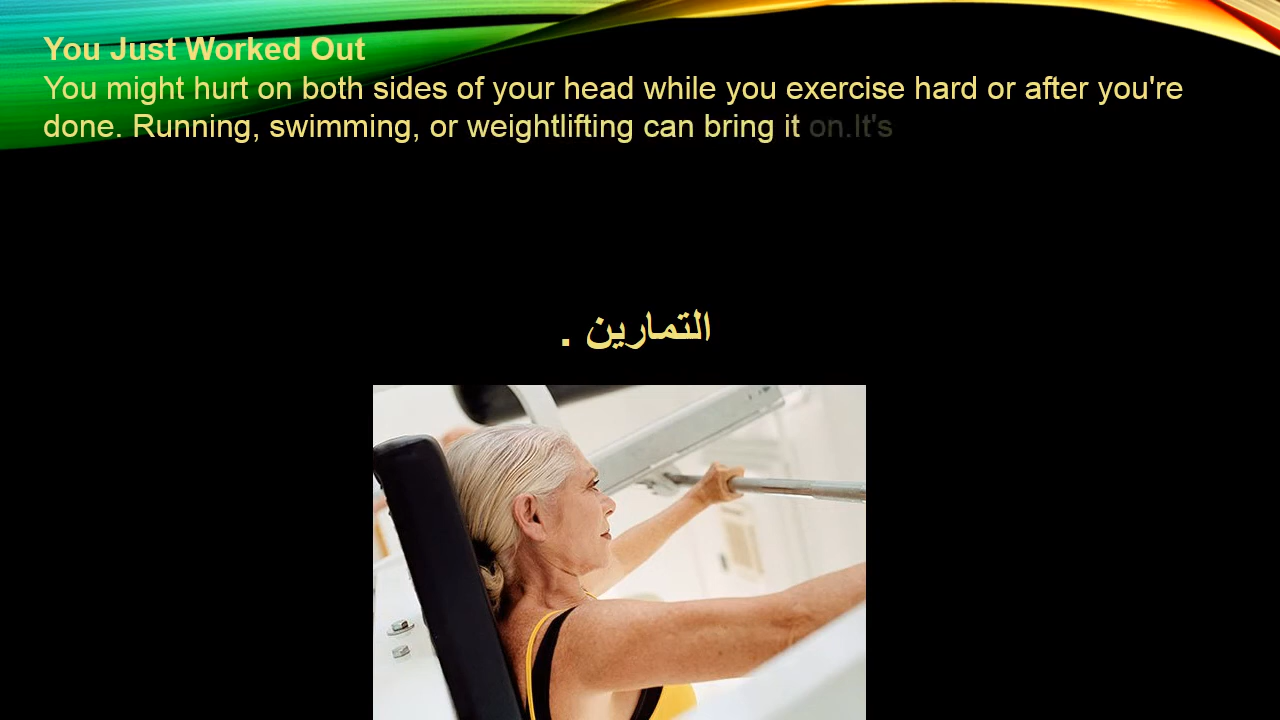 You Just Worked Out
You might hurt on both sides of your head while you exercise hard or after you're
done. Running, swimming, or weightlifting can bring it on.It's
التمارين .